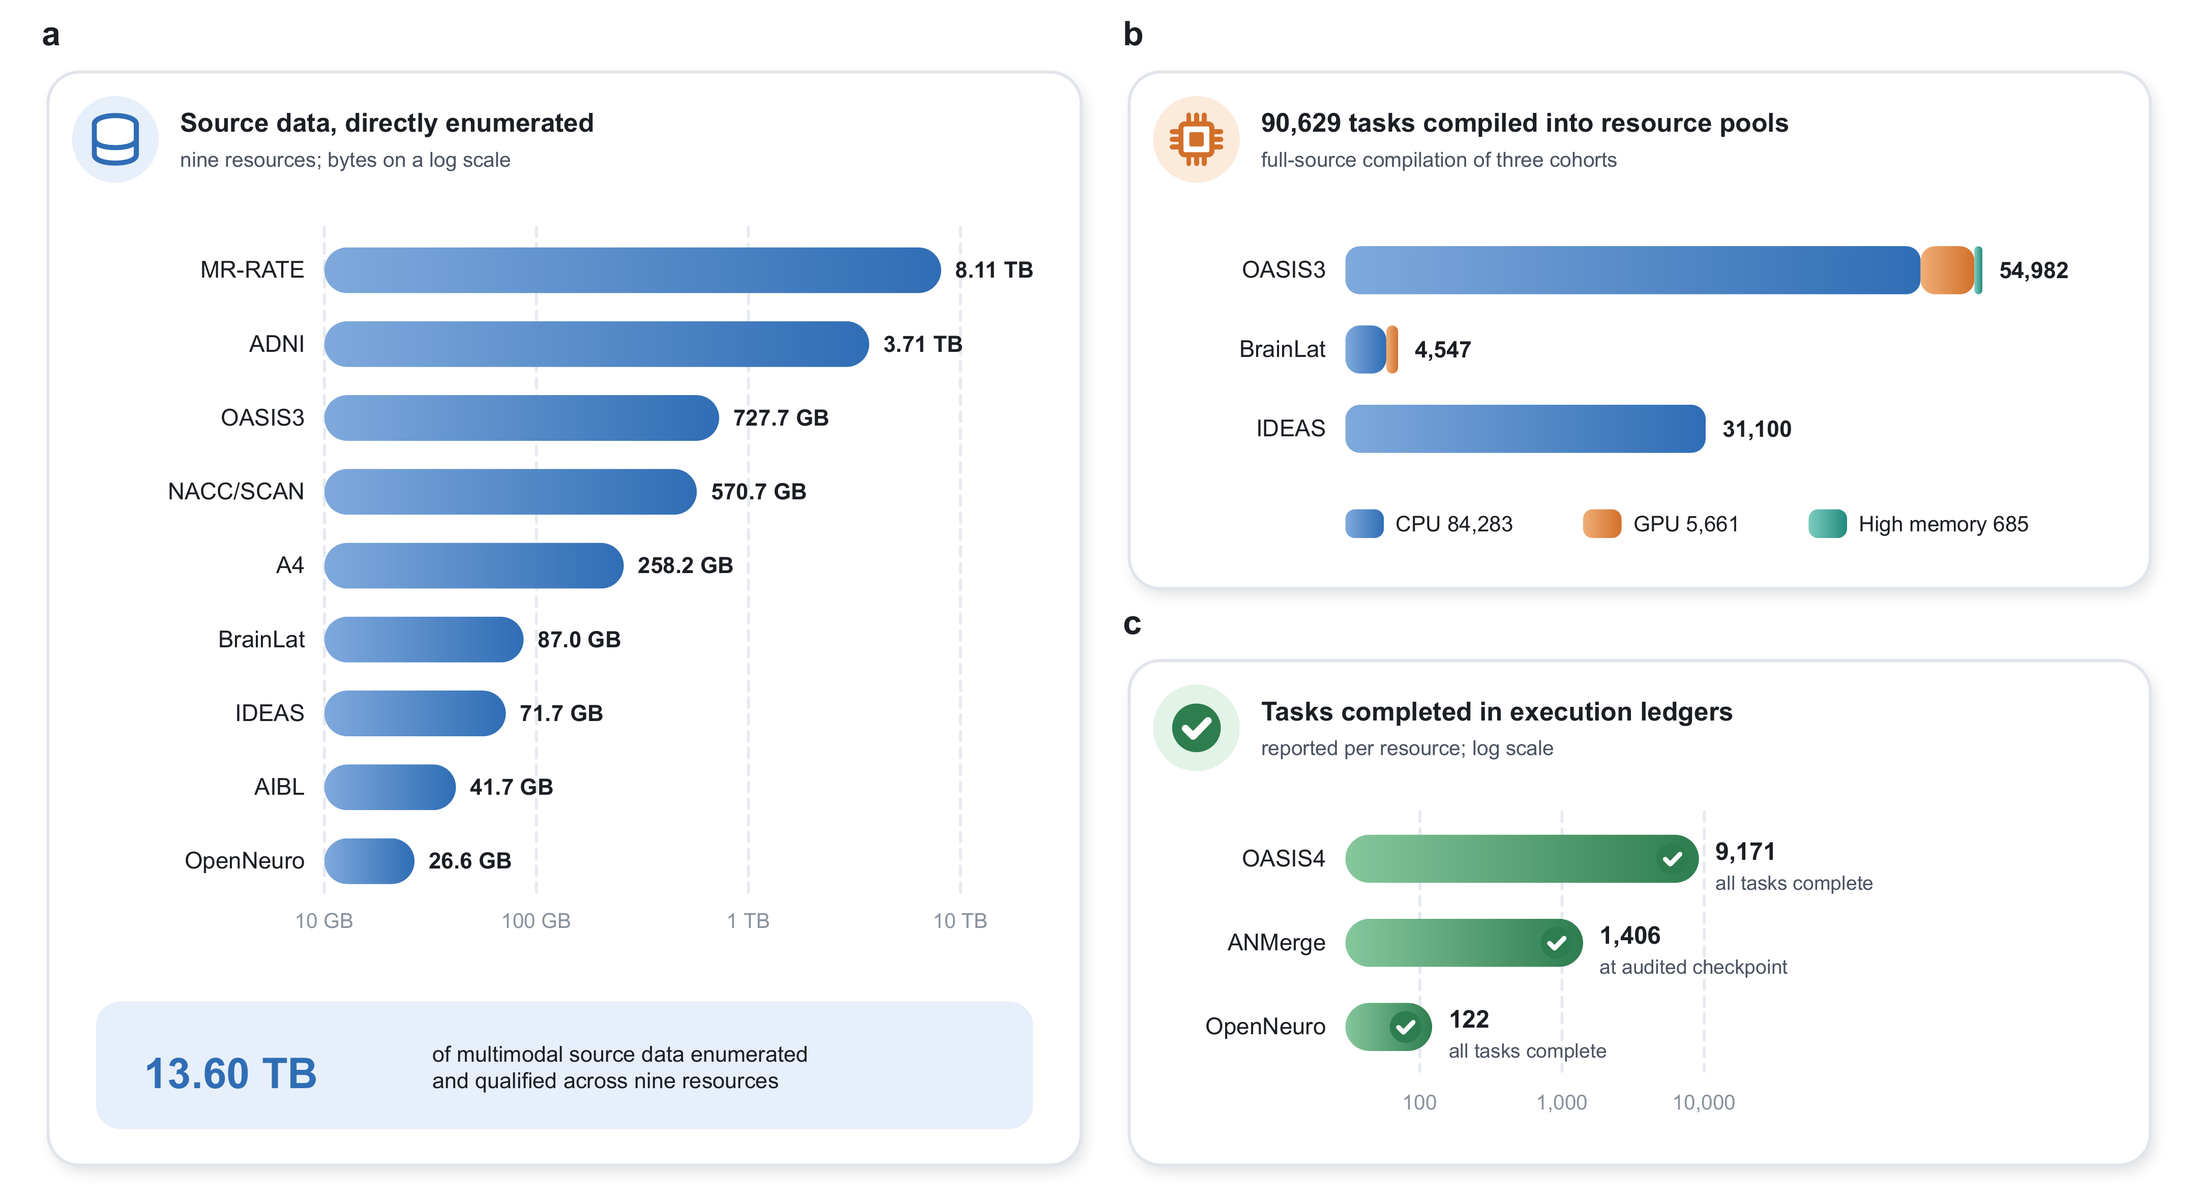 a
Source data, directly enumerated
nine resources; bytes on a log scale
MR-RATE 8.11 TB
ADNI 3.71 TB
OASIS3 727.7 GB
NACC/SCAN 570.7 GB
A4 258.2 GB
BrainLat 87.0 GB
IDEAS 71.7 GB
AIBL 41.7 GB
OpenNeuro 26.6 GB
10 GB 100 GB 1 TB 10 TB
13.60 TB
of multimodal source data enumerated
and qualified across nine resources
b
90,629 tasks compiled into resource pools
full-source compilation of three cohorts
OASIS3 54,982
BrainLat 4,547
IDEAS 31,100
CPU 84,283 GPU 5,661 High memory 685
c
Tasks completed in execution ledgers
reported per resource; log scale
OASIS4 9,171
all tasks complete
ANMerge 1,406
at audited checkpoint
OpenNeuro 122
all tasks complete
100 1,000 10,000